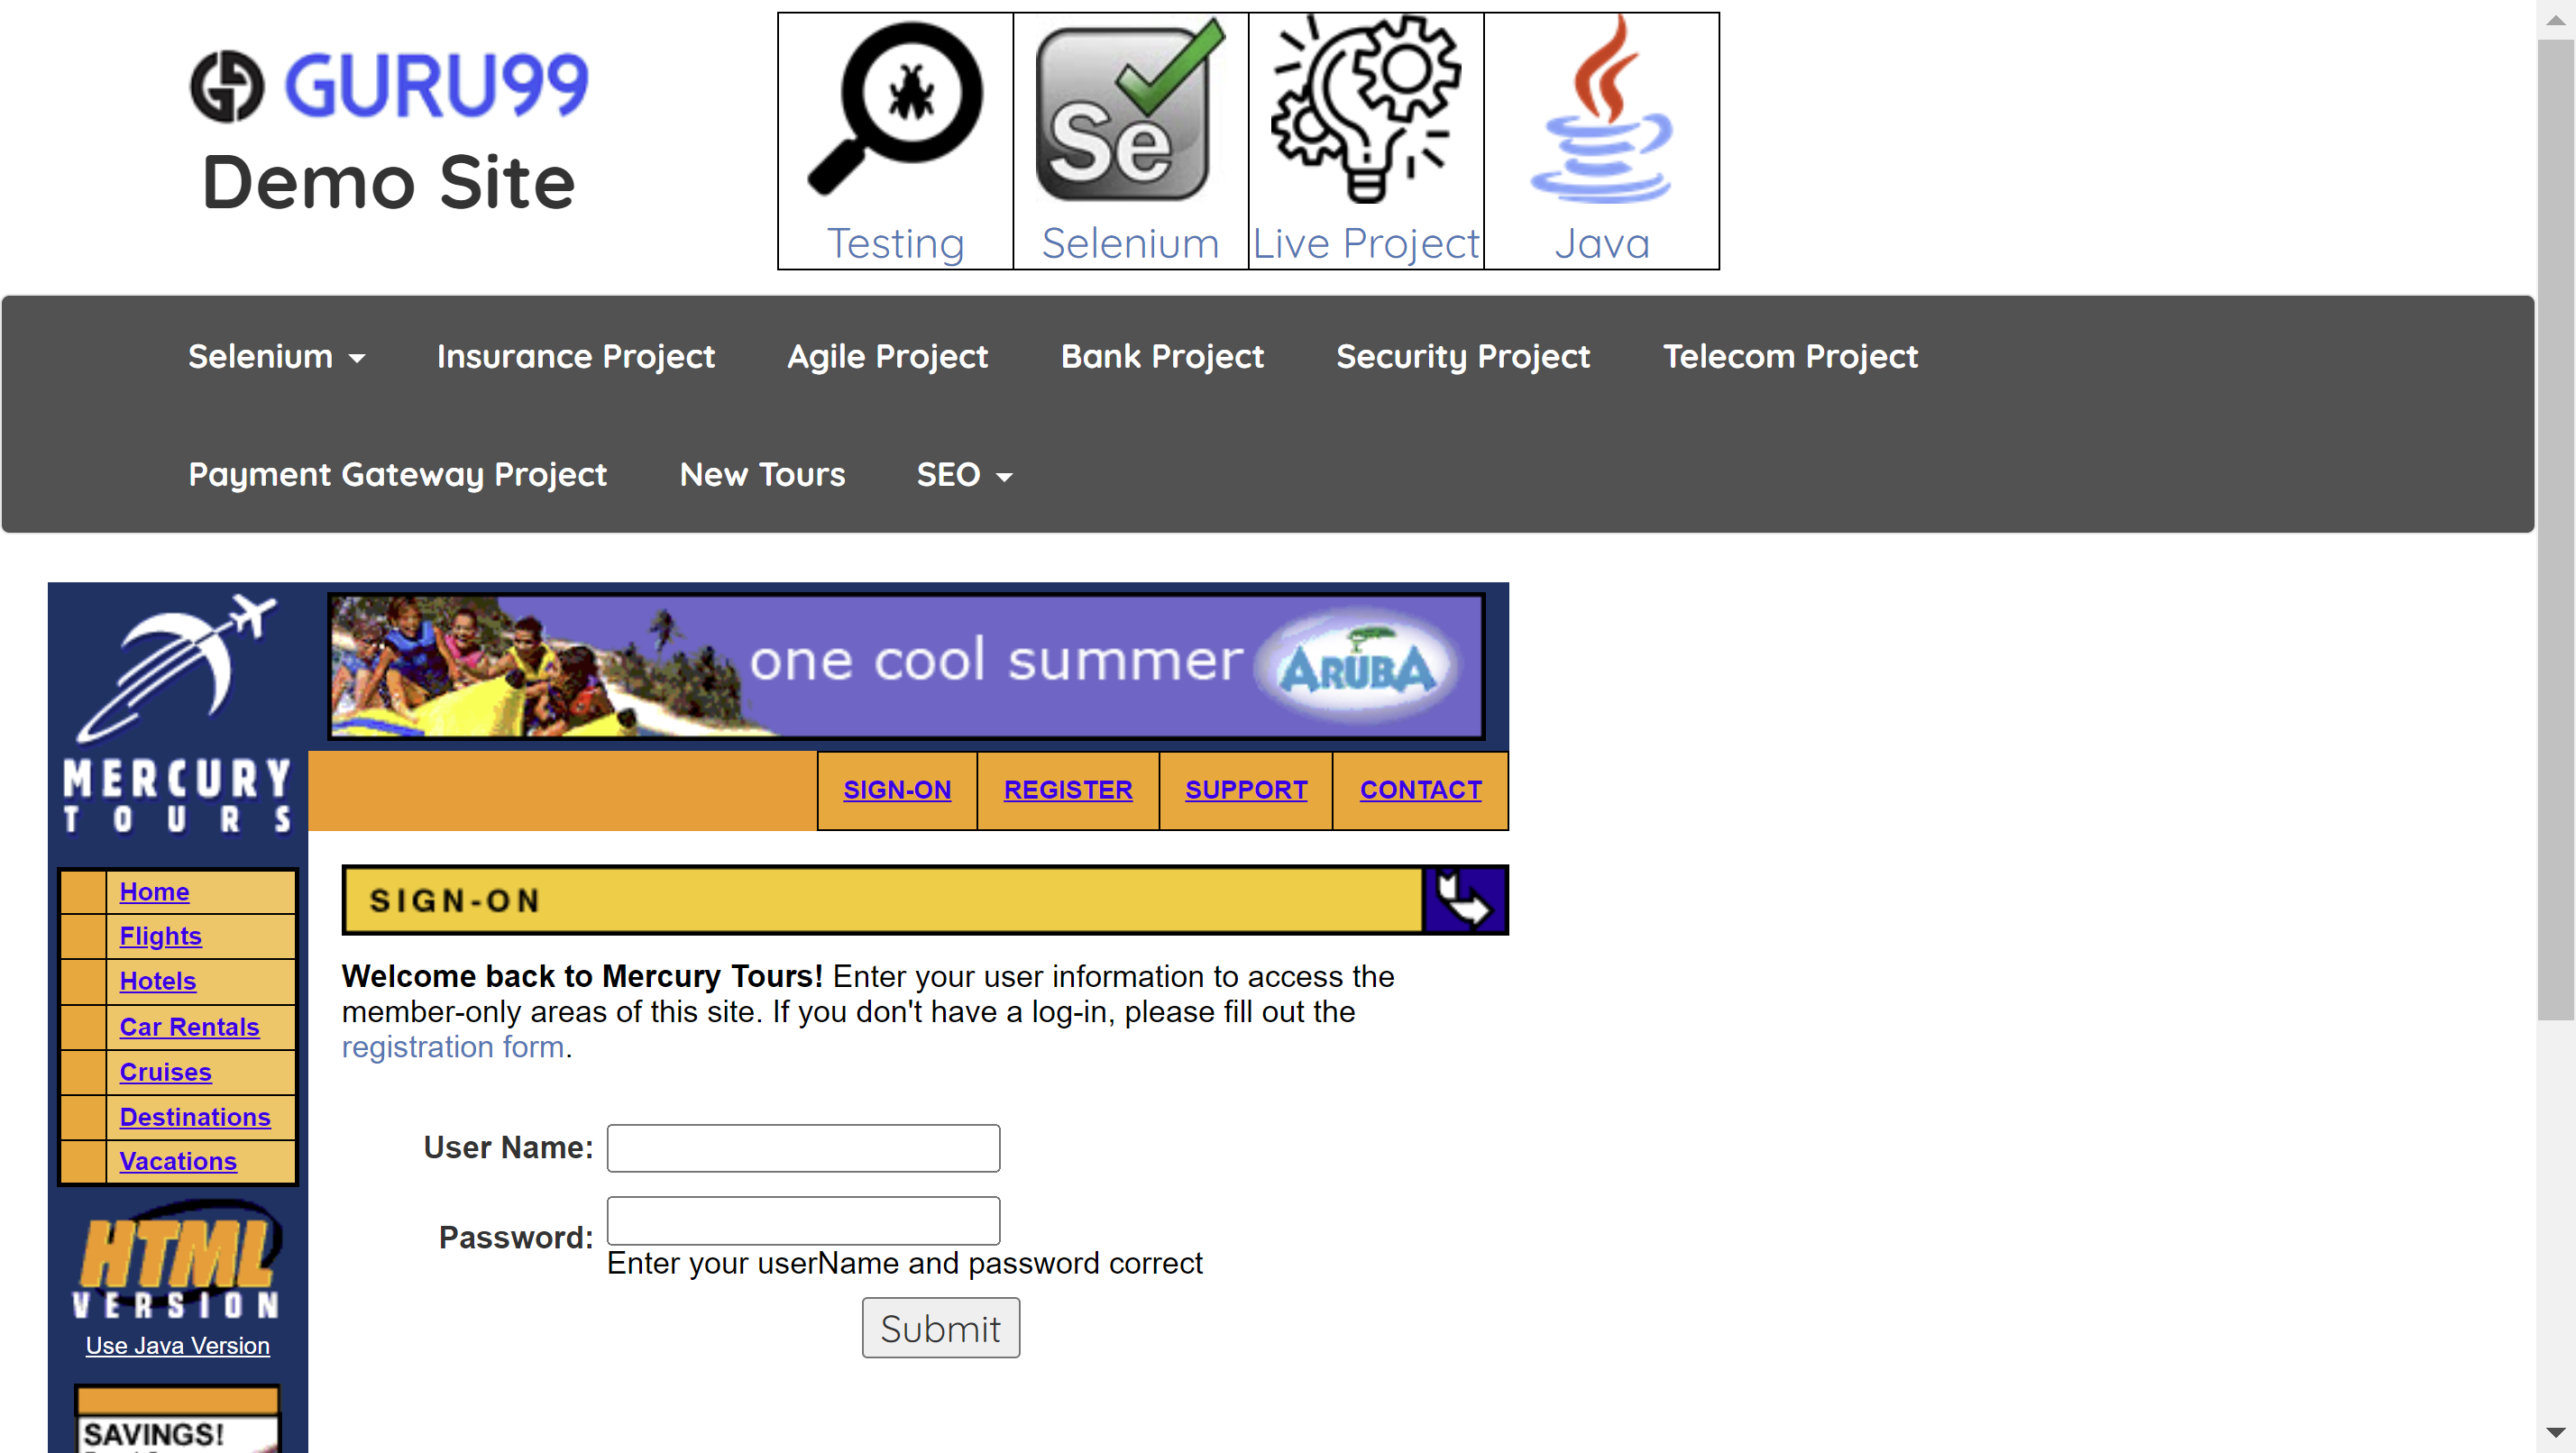 GURU99
Demo Site
Se
Testing
Selenium
Live Project
Java
Selenium
Insurance Project
Agile Project
Bank Project
Security Project
Telecom Project
Payment Gateway Project
New Tours
SEO
MERCURY
TOURS
one cool summer
ARUBA
SIGN-ON
REGISTER
SUPPORT
CONTACT
Home
Flights
Hotels
Car Rentals
Cruises
Destinations
Vacations
HTML
VERSION
Use Java Version
SAVINGS!
SIGN-ON
Welcome back to Mercury Tours! Enter your user information to access the
member-only areas of this site. If you don't have a log-in, please fill out the
registration form.
User Name:
Password:
Enter your userName and password correct
Submit